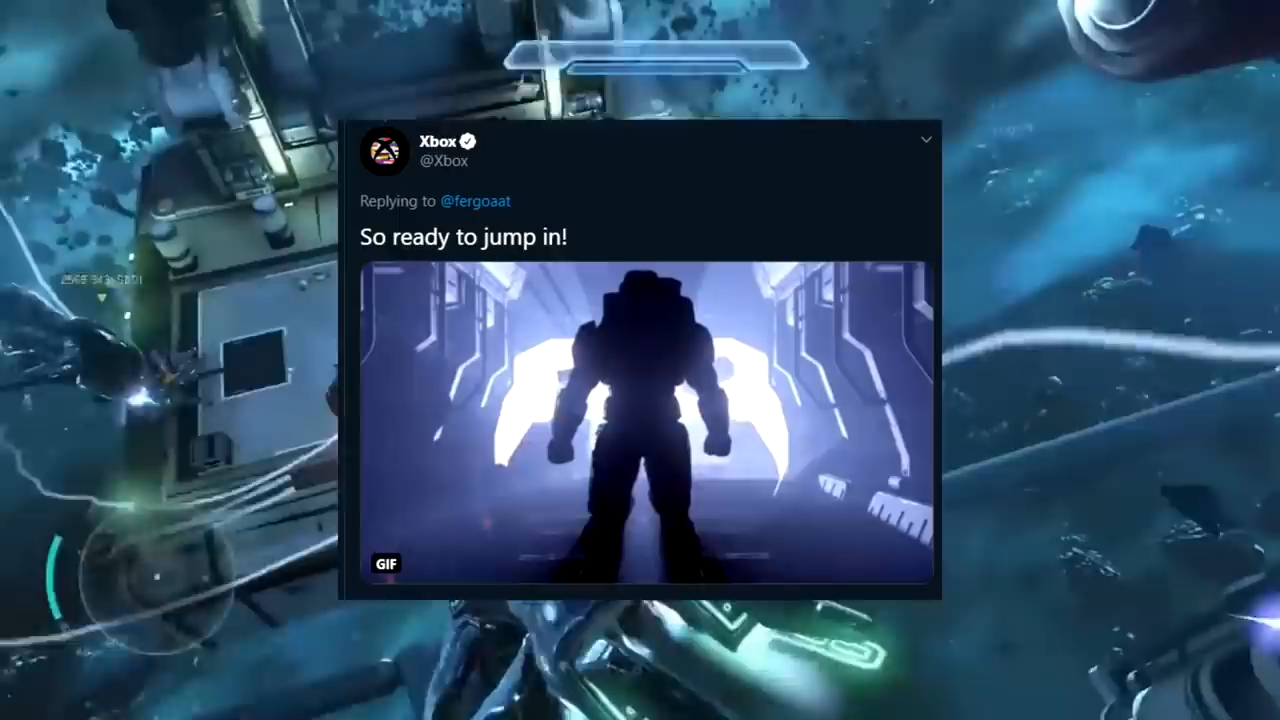 Xbox
@Xbox
Replying to @fergoaat
So ready to jump in!
GIF